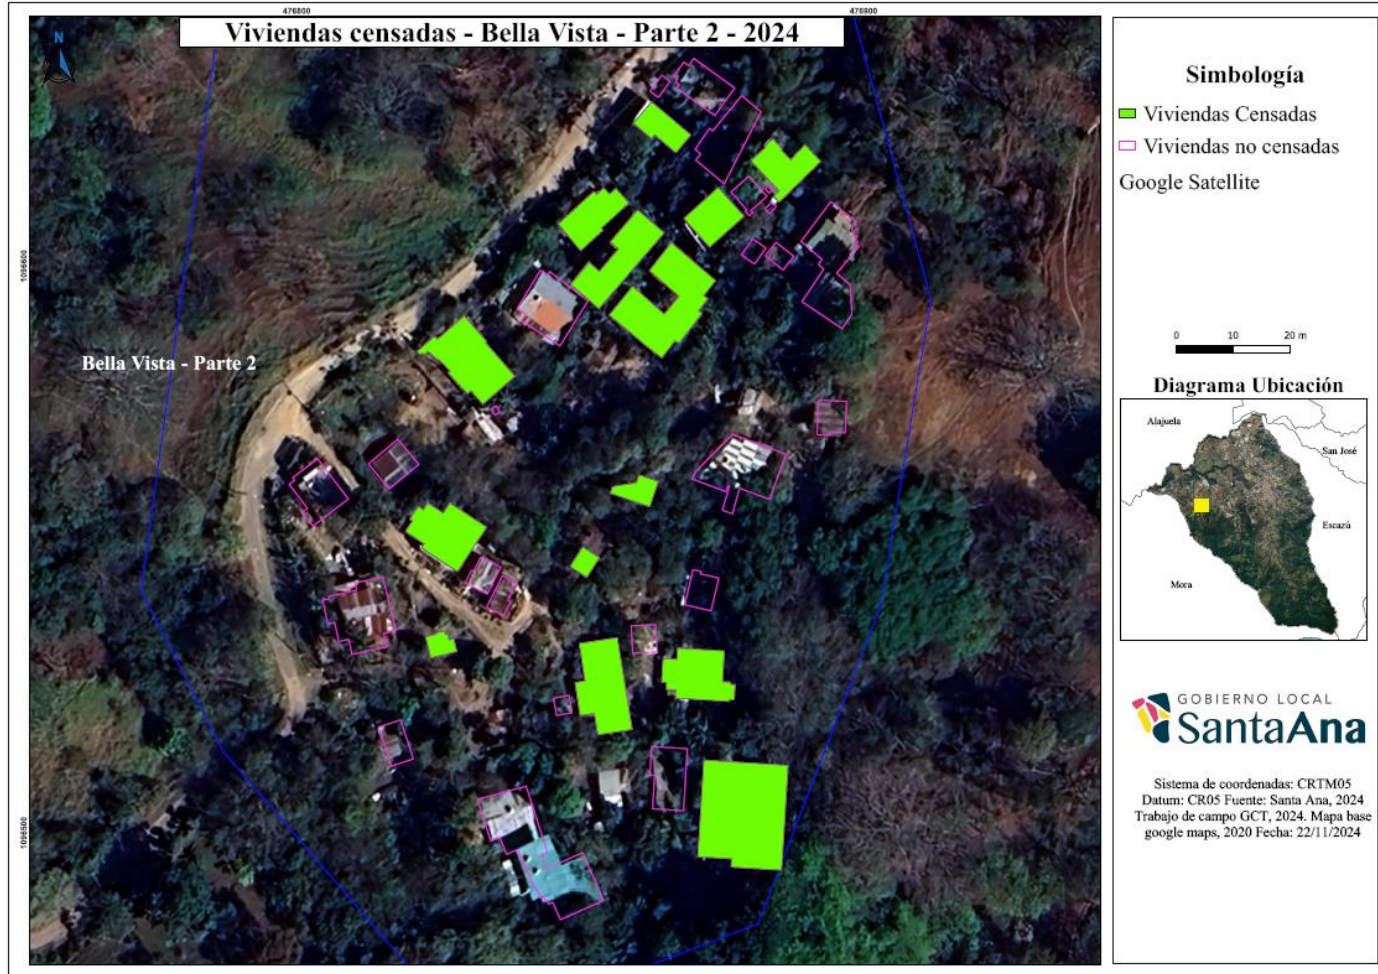 476800
476900
Viviendas censadas - Bella Vista - Parte 2 - 2024
N
1096600
Bella Vista - Parte 2
1096500
Simbología
Viviendas Censadas
Viviendas no censadas
Google Satellite
0 10 20 m
Diagrama Ubicación
Alajuela
San José
Escazú
Mora
GOBIERNO LOCAL
SantaAna
Sistema de coordenadas: CRTM05
Datum: CR05 Fuente: Santa Ana, 2024
Trabajo de campo GCT, 2024. Mapa base
google maps, 2020 Fecha: 22/11/2024